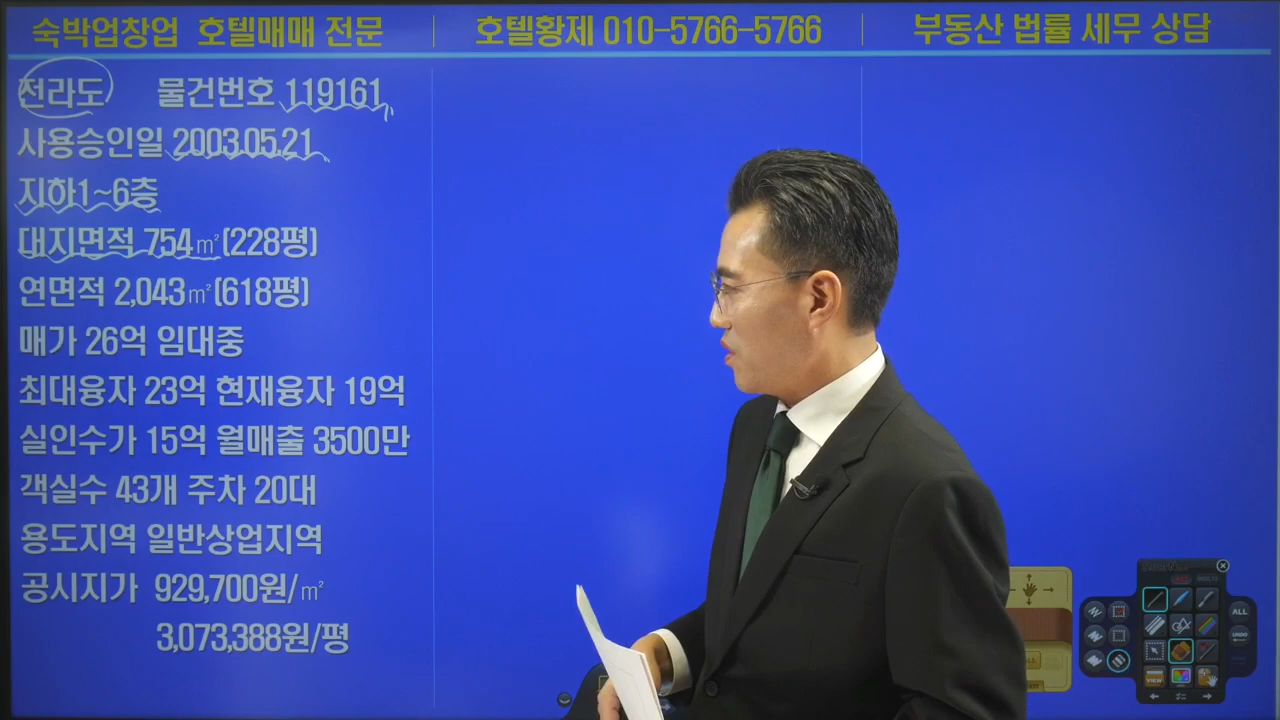 숙박업창업 호텔매매 전문
호텔황제 010-5766-5766
부동산 법률 세무 상담
전라도 물건번호 119161
사용승인일 2003.05.21
지하1~6층
대지면적 754㎡(228평)
연면적 2,043㎡(618평)
매가 26억 임대중
최대융자 23억 현재융자 19억
실인수가 15억 월매출 3500만
객실수 43개 주차 20대
용도지역 일반상업지역
공시지가 929,700원/㎡
3,073,388원/평
ALL
UNDO
VIEW